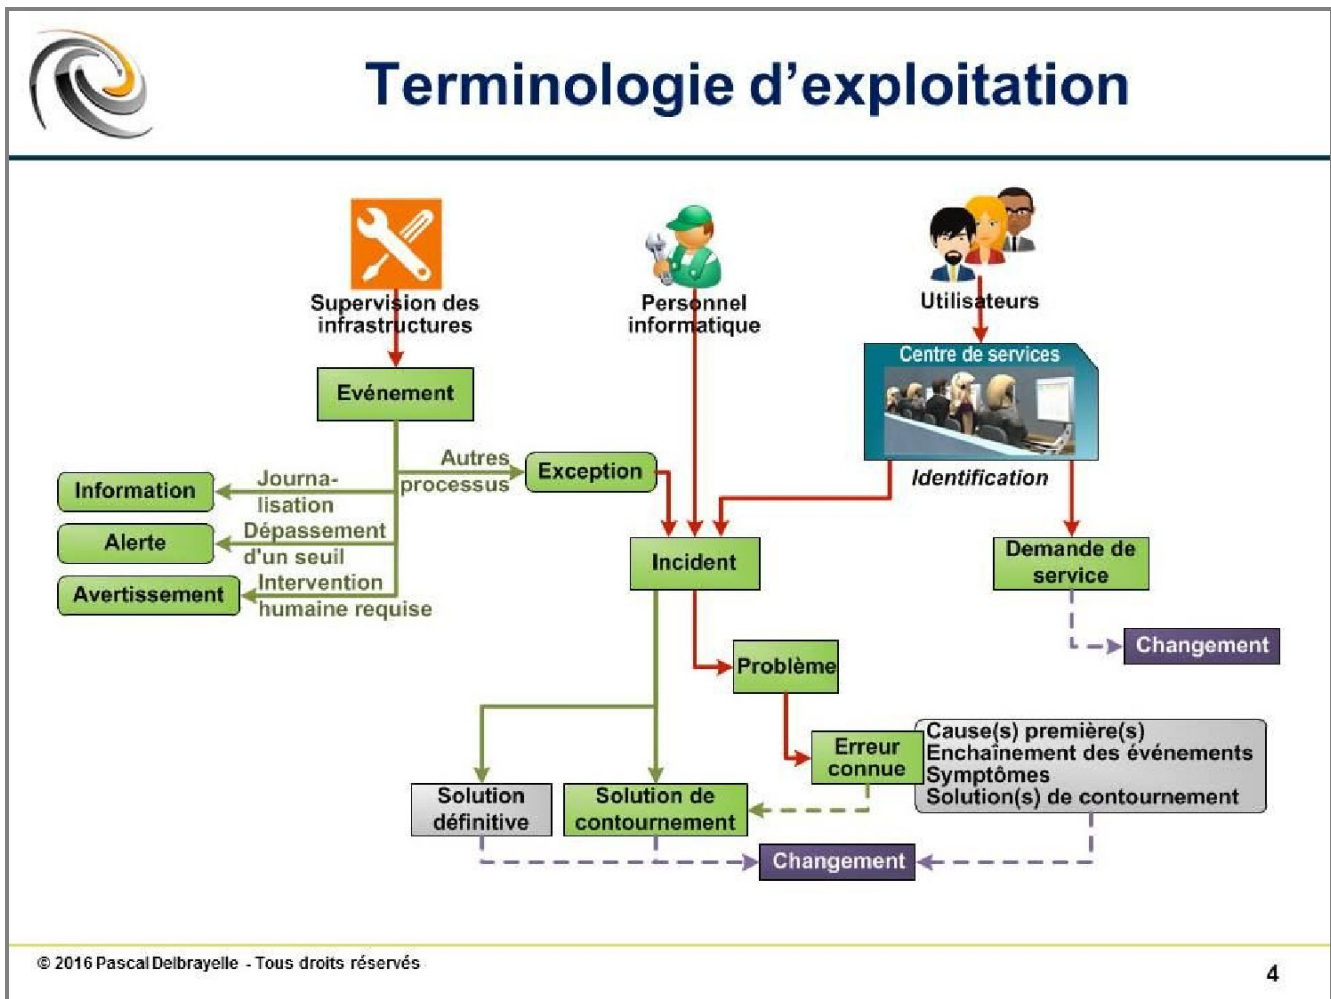 Terminologie d’exploitation
Supervision des
infrastructures
Personnel
informatique
Utilisateurs
Centre de services
Identification
Evénement
Autres
processus
Exception
Information
Journa-
lisation
Alerte
Dépassement
d'un seuil
Avertissement
Intervention
humaine requise
Incident
Demande de
service
Changement
Problème
Erreur
connue
Cause(s) première(s)
Enchaînement des événements
Symptômes
Solution(s) de contournement
Solution
définitive
Solution de
contournement
Changement
© 2016 Pascal Delbrayelle - Tous droits réservés
4